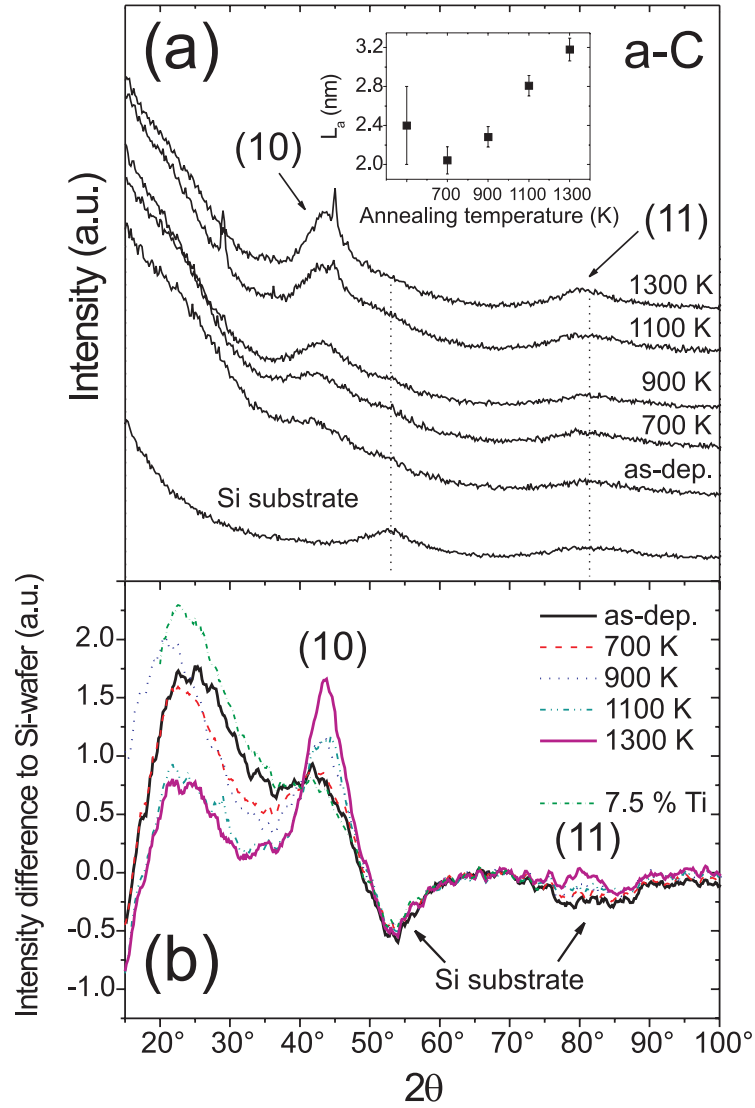 (a)
a-C
3.2
2.8
2.4
2.0
Lₐ (nm)
700 900 1100 1300
Annealing temperature (K)
(10)
(11)
Intensity (a.u.)
1300 K
1100 K
900 K
700 K
as-dep.
Si substrate
(b)
Intensity difference to Si-wafer (a.u.)
2.0
1.5
1.0
0.5
0.0
-0.5
-1.0
(10)
as-dep.
700 K
900 K
1100 K
1300 K
7.5 % Ti
(11)
Si substrate
20° 30° 40° 50° 60° 70° 80° 90° 100°
2θ